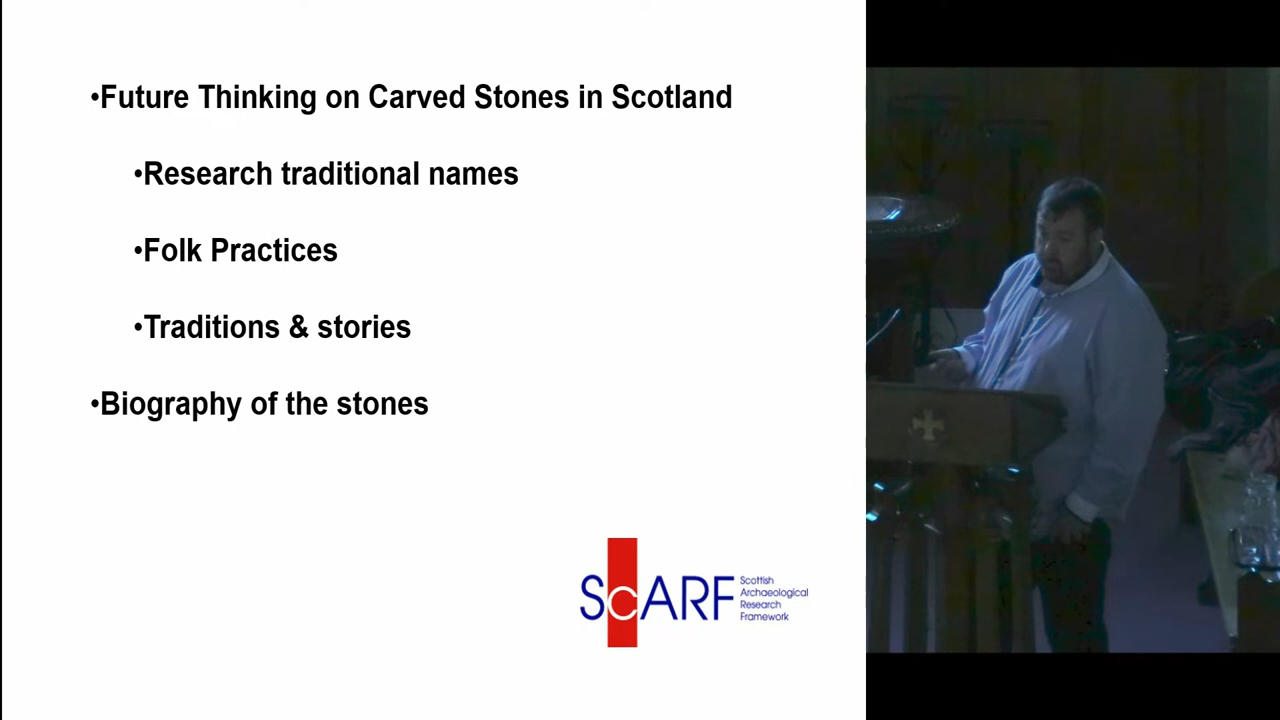 •Future Thinking on Carved Stones in Scotland
•Research traditional names
•Folk Practices
•Traditions & stories
•Biography of the stones
ScARF
Scottish
Archaeological
Research
Framework